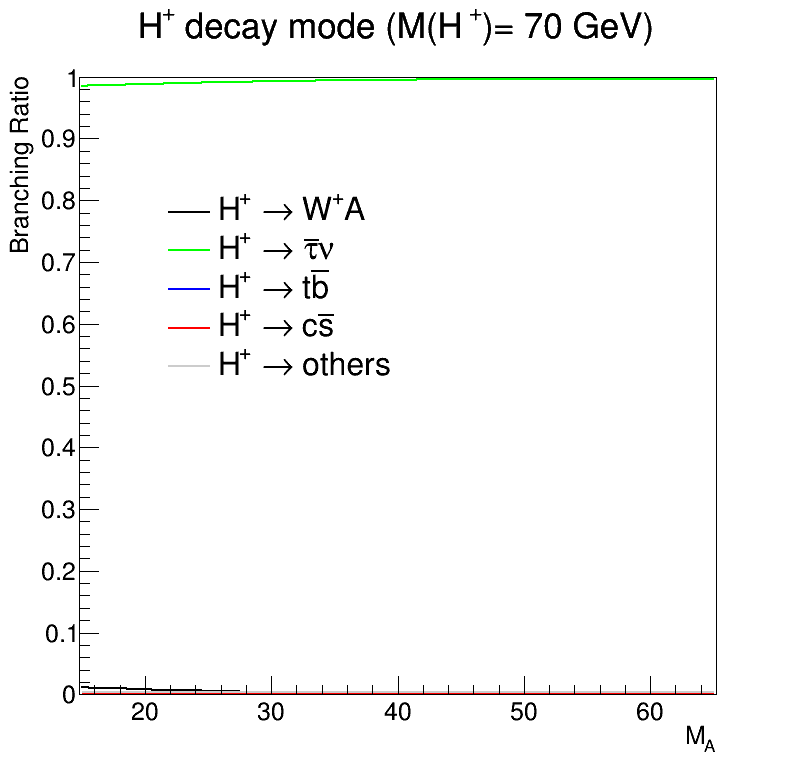 H⁺ decay mode (M(H⁺)= 70 GeV)
Branching Ratio
1
0.9
0.8
0.7
0.6
0.5
0.4
0.3
0.2
0.1
0
H⁺ → W⁺A
H⁺ → τ̅ν
H⁺ → tb̅
H⁺ → cs̅
H⁺ → others
20 30 40 50 60
M_A